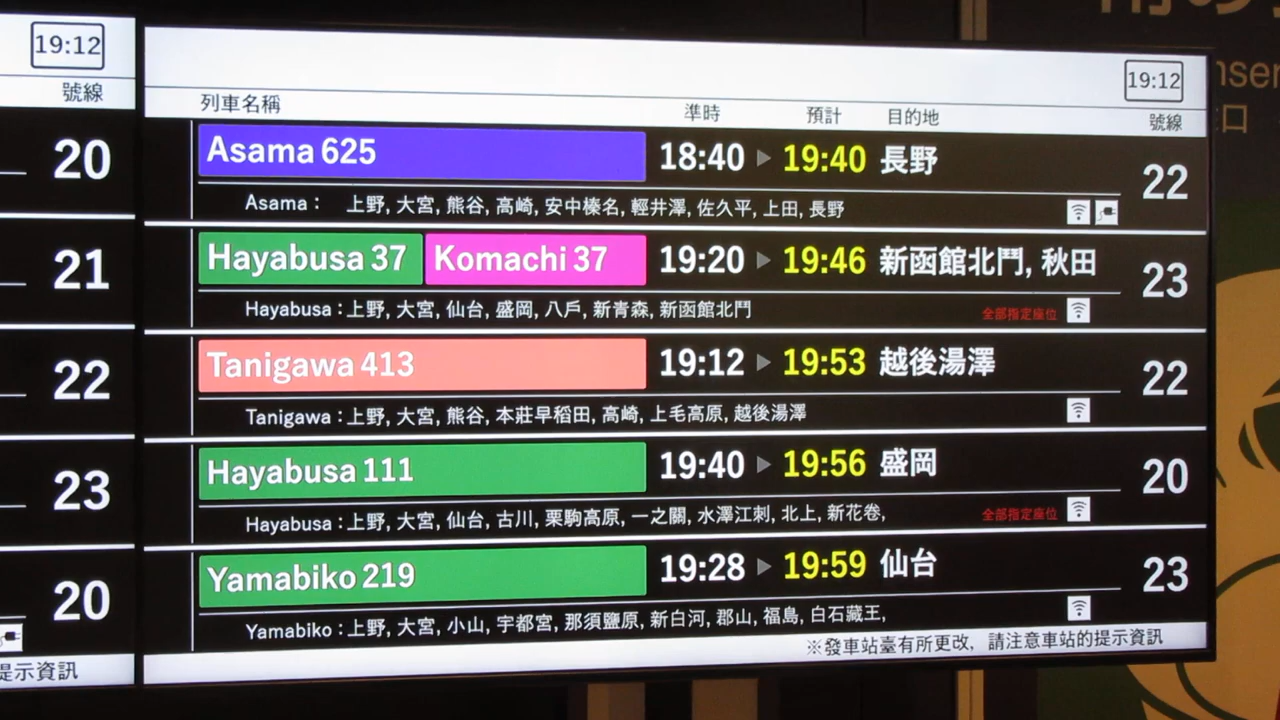 19:12
號線
20
21
22
23
20
提示資訊
19:12
列車名稱 準時 預計 目的地 號線
Asama 625 18:40 ▶ 19:40 長野 22
Asama： 上野, 大宮, 熊谷, 高崎, 安中榛名, 輕井澤, 佐久平, 上田, 長野
Hayabusa 37 Komachi 37 19:20 ▶ 19:46 新函館北鬥, 秋田 23
Hayabusa：上野, 大宮, 仙台, 盛岡, 八戶, 新青森, 新函館北鬥 全部指定座位
Tanigawa 413 19:12 ▶ 19:53 越後湯澤 22
Tanigawa：上野, 大宮, 熊谷, 本莊早稻田, 高崎, 上毛高原, 越後湯澤
Hayabusa 111 19:40 ▶ 19:56 盛岡 20
Hayabusa：上野, 大宮, 仙台, 古川, 栗駒高原, 一之關, 水澤江刺, 北上, 新花卷, 全部指定座位
Yamabiko 219 19:28 ▶ 19:59 仙台 23
Yamabiko：上野, 大宮, 小山, 宇都宮, 那須鹽原, 新白河, 郡山, 福島, 白石藏王,
※發車站臺有所更改, 請注意車站的提示資訊